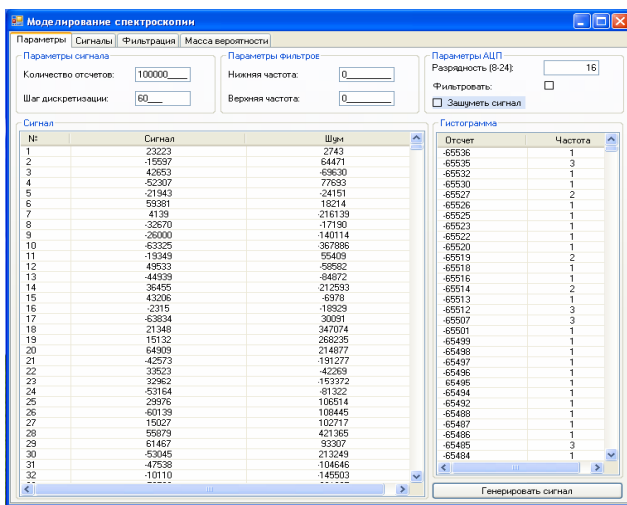 Моделирование спектроскопии
Параметры Сигналы Фильтрация Масса вероятности
Параметры сигнала
Количество отсчетов: 100000___
Шаг дискретизации: 60___
Параметры фильтров
Нижняя частота: 0________
Верхняя частота: 0________
Параметры АЦП
Разрядность (8-24): 16
Фильтровать:
Зашуметь сигнал
Сигнал
№ Сигнал Шум
1 23223 2743
2 -15597 64471
3 42653 -69630
4 -52307 77693
5 -21943 -24151
6 59381 18214
7 4139 -216139
8 -32670 -17190
9 -26000 -140114
10 -63325 -367886
11 -19349 55409
12 49533 -58582
13 -44939 -84872
14 36455 -212593
15 43206 -6978
16 -2315 -18929
17 -63834 30091
18 21348 347074
19 15132 268235
20 64909 214877
21 -42573 -191277
22 33523 -42269
23 32962 -153372
24 -53164 -81322
25 29976 106514
26 -60139 108445
27 15027 102717
28 55879 421365
29 61467 93307
30 -53045 213249
31 -47538 -104646
32 -10110 -145503
Гистограмма
Отсчет Частота
-65536 1
-65535 3
-65532 1
-65530 1
-65527 2
-65526 1
-65525 1
-65523 1
-65522 1
-65520 1
-65519 2
-65518 1
-65516 1
-65514 2
-65513 1
-65512 3
-65507 3
-65501 1
-65499 1
-65498 1
-65497 1
-65496 1
-65495 1
-65494 1
-65492 1
-65488 1
-65487 1
-65486 1
-65485 3
-65484 1
Генерировать сигнал